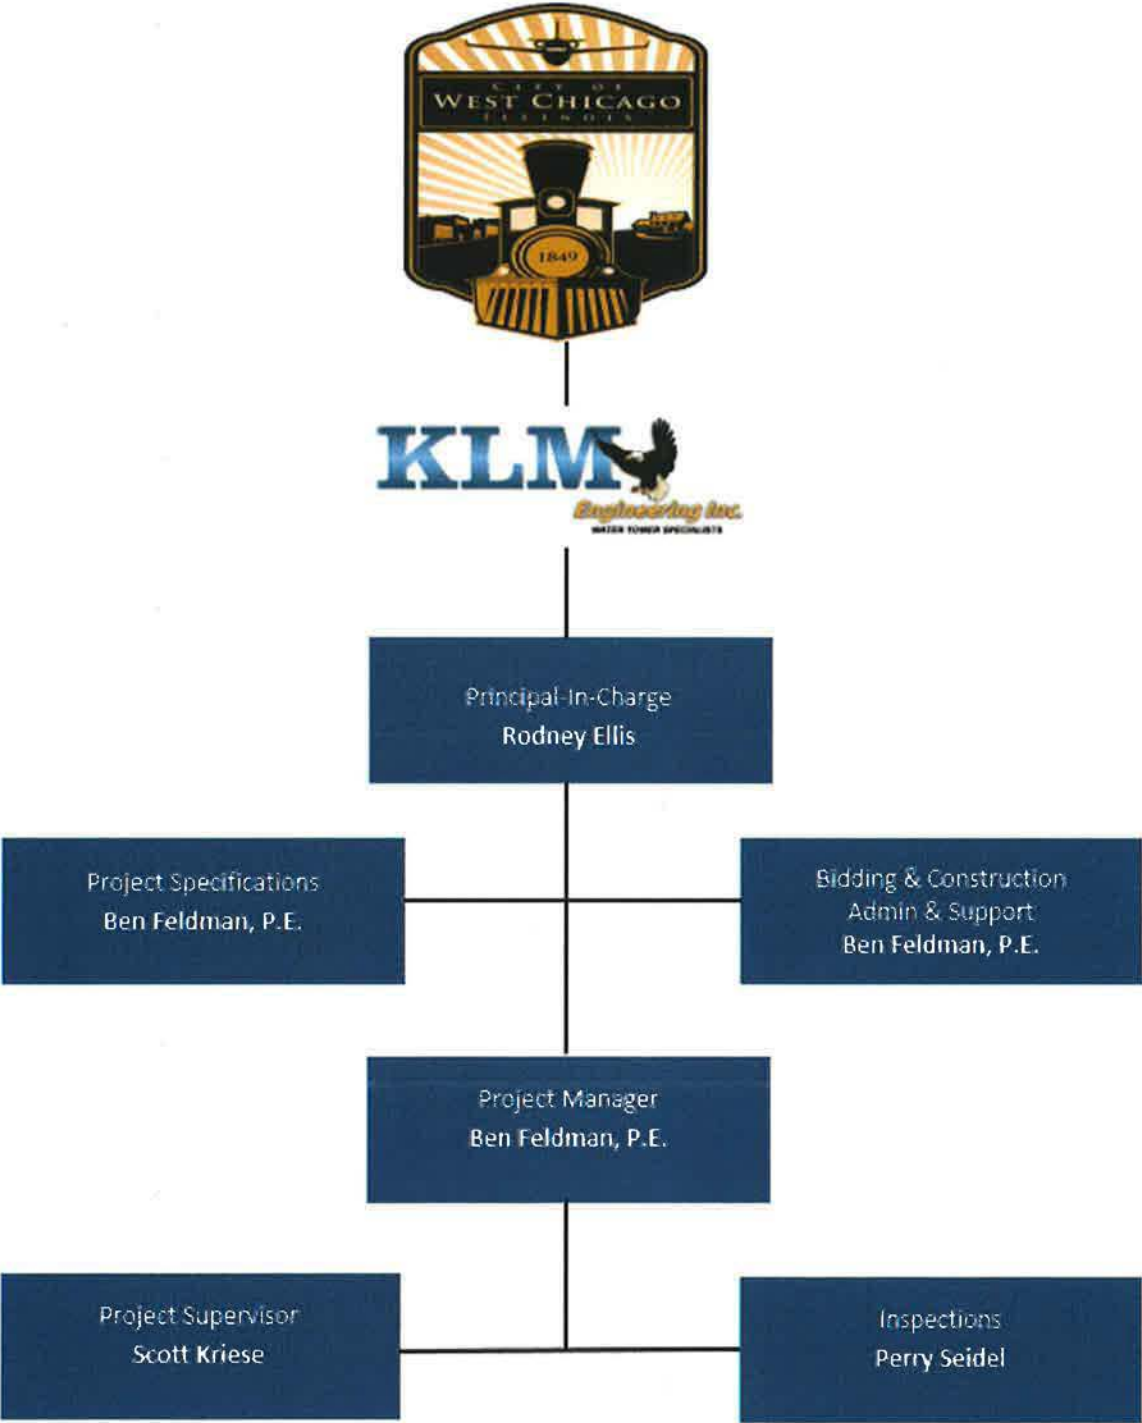 CITY OF
WEST CHICAGO
ILLINOIS
1849
KLM
Engineering Inc.
WATER TOWER SPECIALISTS
Principal-In-Charge
Rodney Ellis
Project Specifications
Ben Feldman, P.E.
Bidding & Construction
Admin & Support
Ben Feldman, P.E.
Project Manager
Ben Feldman, P.E.
Project Supervisor
Scott Kriese
Inspections
Perry Seidel